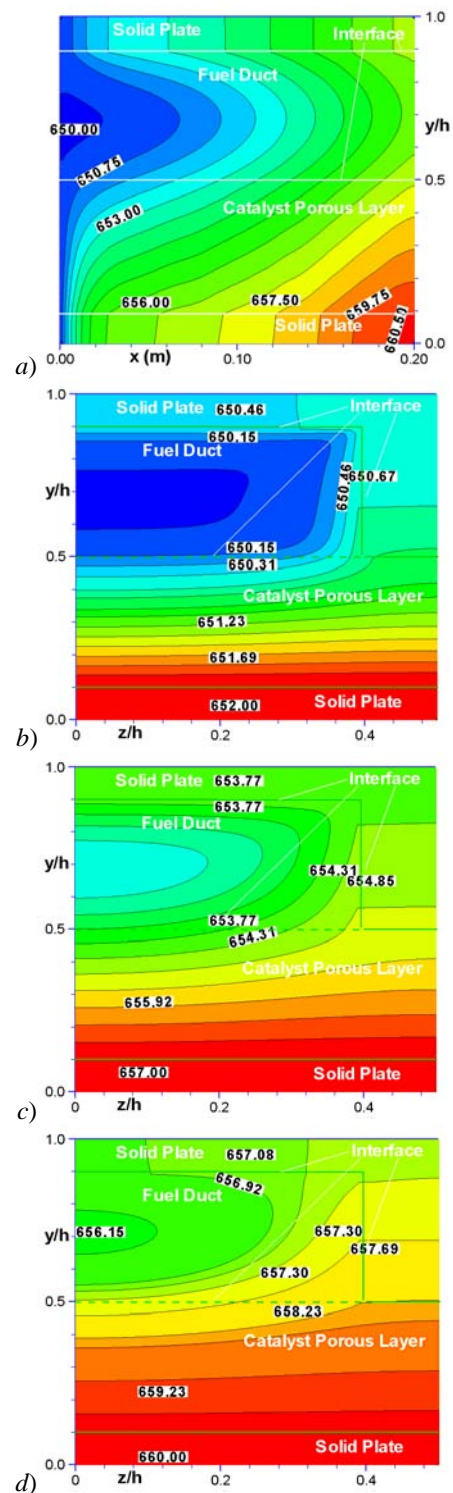 Solid Plate
Interface
1.0
Fuel Duct
650.00
y/h
650.75
0.5
653.00
Catalyst Porous Layer
656.00
657.50
659.75
Solid Plate
660.50
0.0
0.00
x (m)
0.10
0.20
a)
1.0
Solid Plate
650.46
Interface
650.15
Fuel Duct
y/h
650.46
650.67
650.15
0.5
650.31
Catalyst Porous Layer
651.23
651.69
652.00
Solid Plate
0.0
0
z/h
0.2
0.4
b)
1.0
Solid Plate
653.77
Interface
653.77
Fuel Duct
y/h
654.31
654.85
653.77
0.5
654.31
Catalyst Porous Layer
655.92
657.00
Solid Plate
0.0
0
z/h
0.2
0.4
c)
1.0
Solid Plate
657.08
Interface
656.92
Fuel Duct
y/h
656.15
657.30
657.69
657.30
0.5
658.23
Catalyst Porous Layer
659.23
660.00
Solid Plate
0.0
0
z/h
0.2
0.4
d)